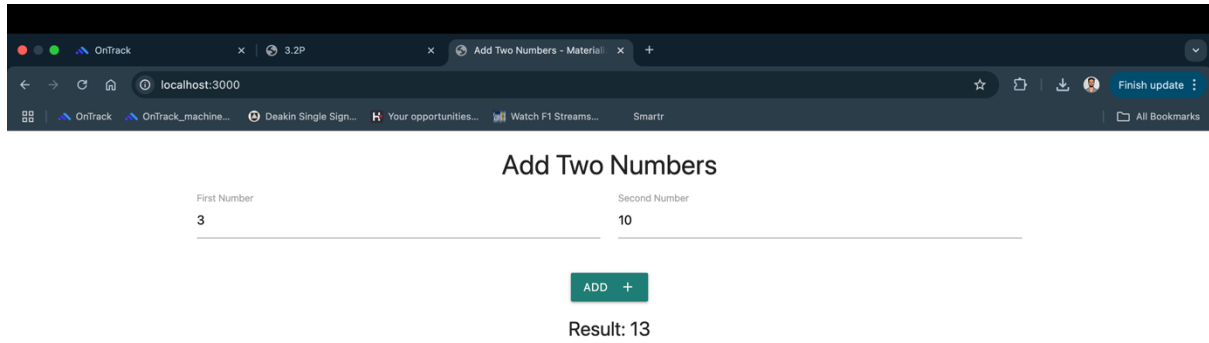 OnTrack 3.2P Add Two Numbers - Materiali
localhost:3000 Finish update
OnTrack OnTrack_machine... Deakin Single Sign... Your opportunities... Watch F1 Streams... Smartr All Bookmarks
Add Two Numbers
First Number Second Number
3 10
ADD +
Result: 13